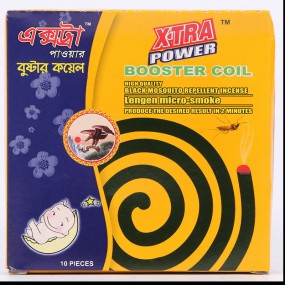 এক্সট্রা™
পাওয়ার
বুষ্টার কয়েল
X-TRA™
POWER
BOOSTER COIL
HIGH QUALITY
BLACK MOSQUITO REPELLENT INCENSE
Lengen micro-smoke
PRODUCE THE DESIRED RESULT IN 2 MINUTES
10 PIECES